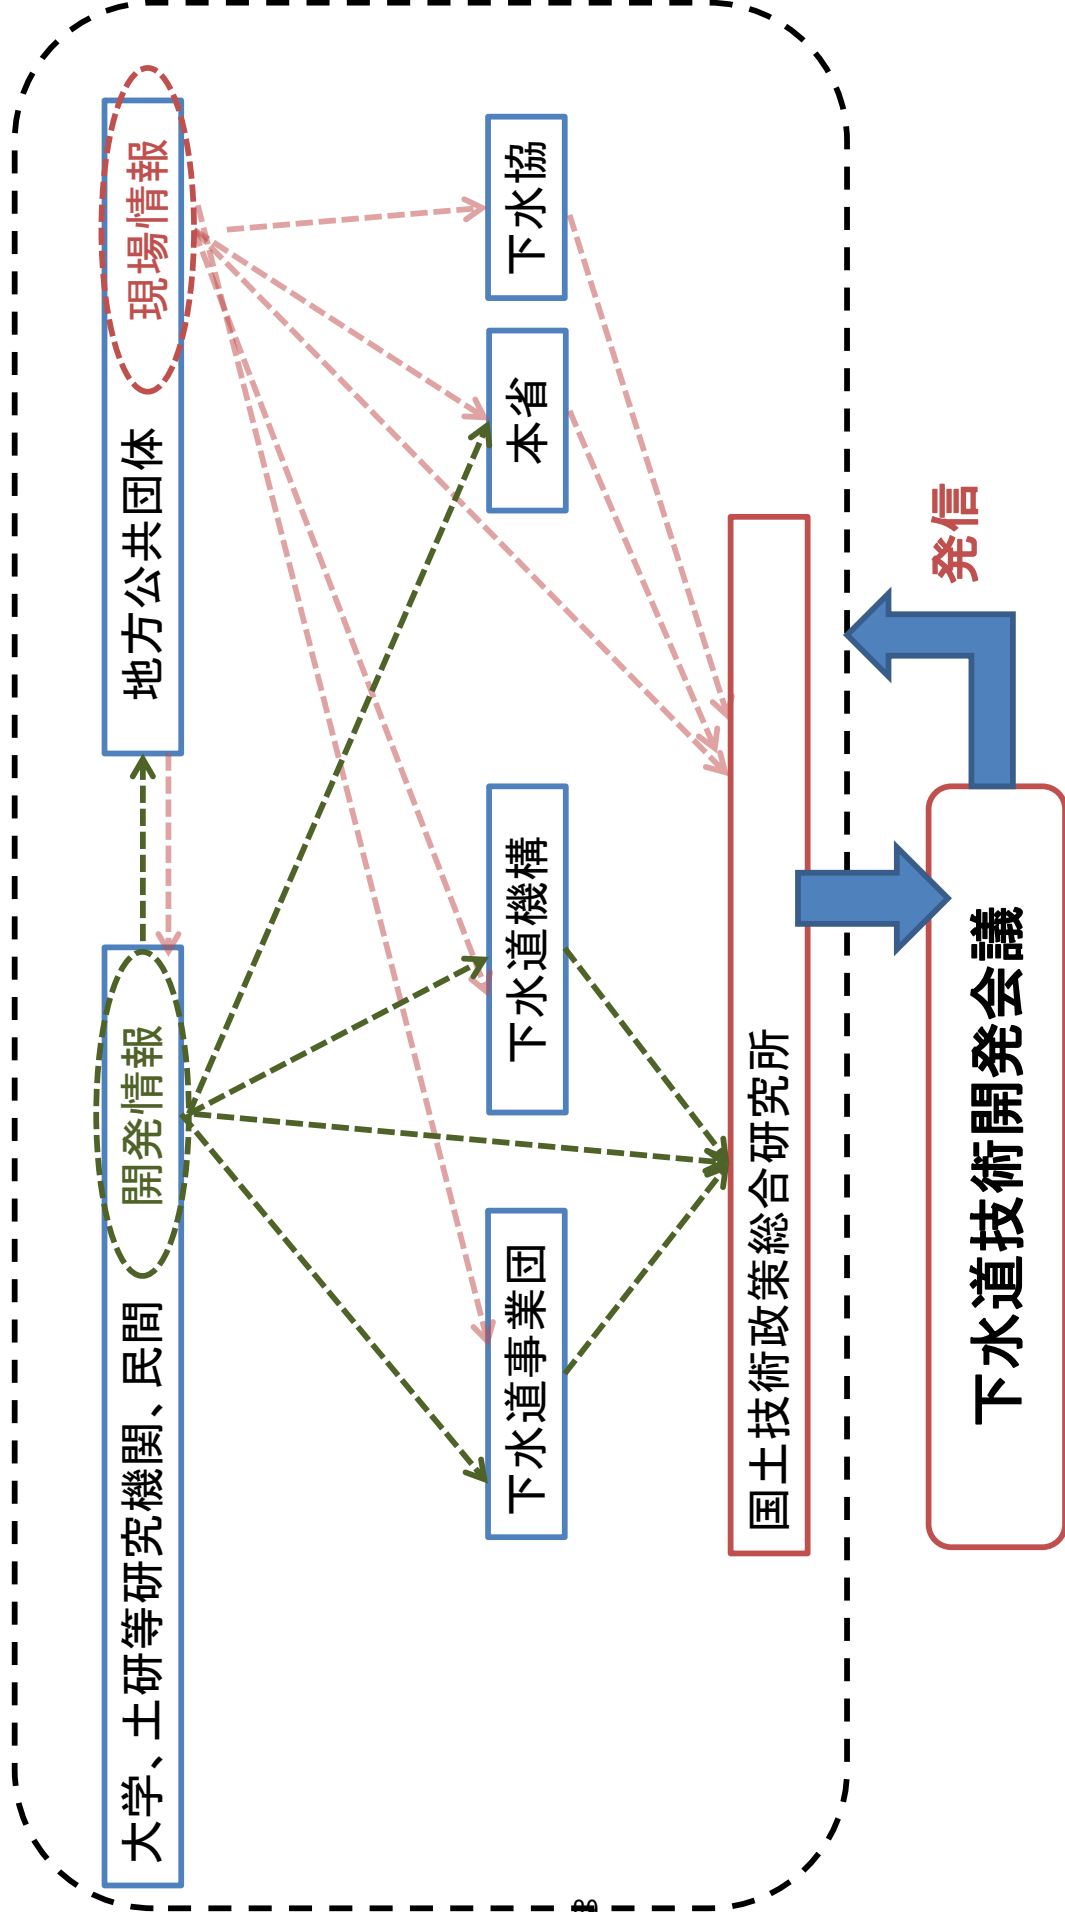 大学、土研等研究機関、民間
開発情報
地方公共団体
現場情報
下水道事業団
下水道機構
本省
下水協
国土技術政策総合研究所
下水道技術開発会議
発信